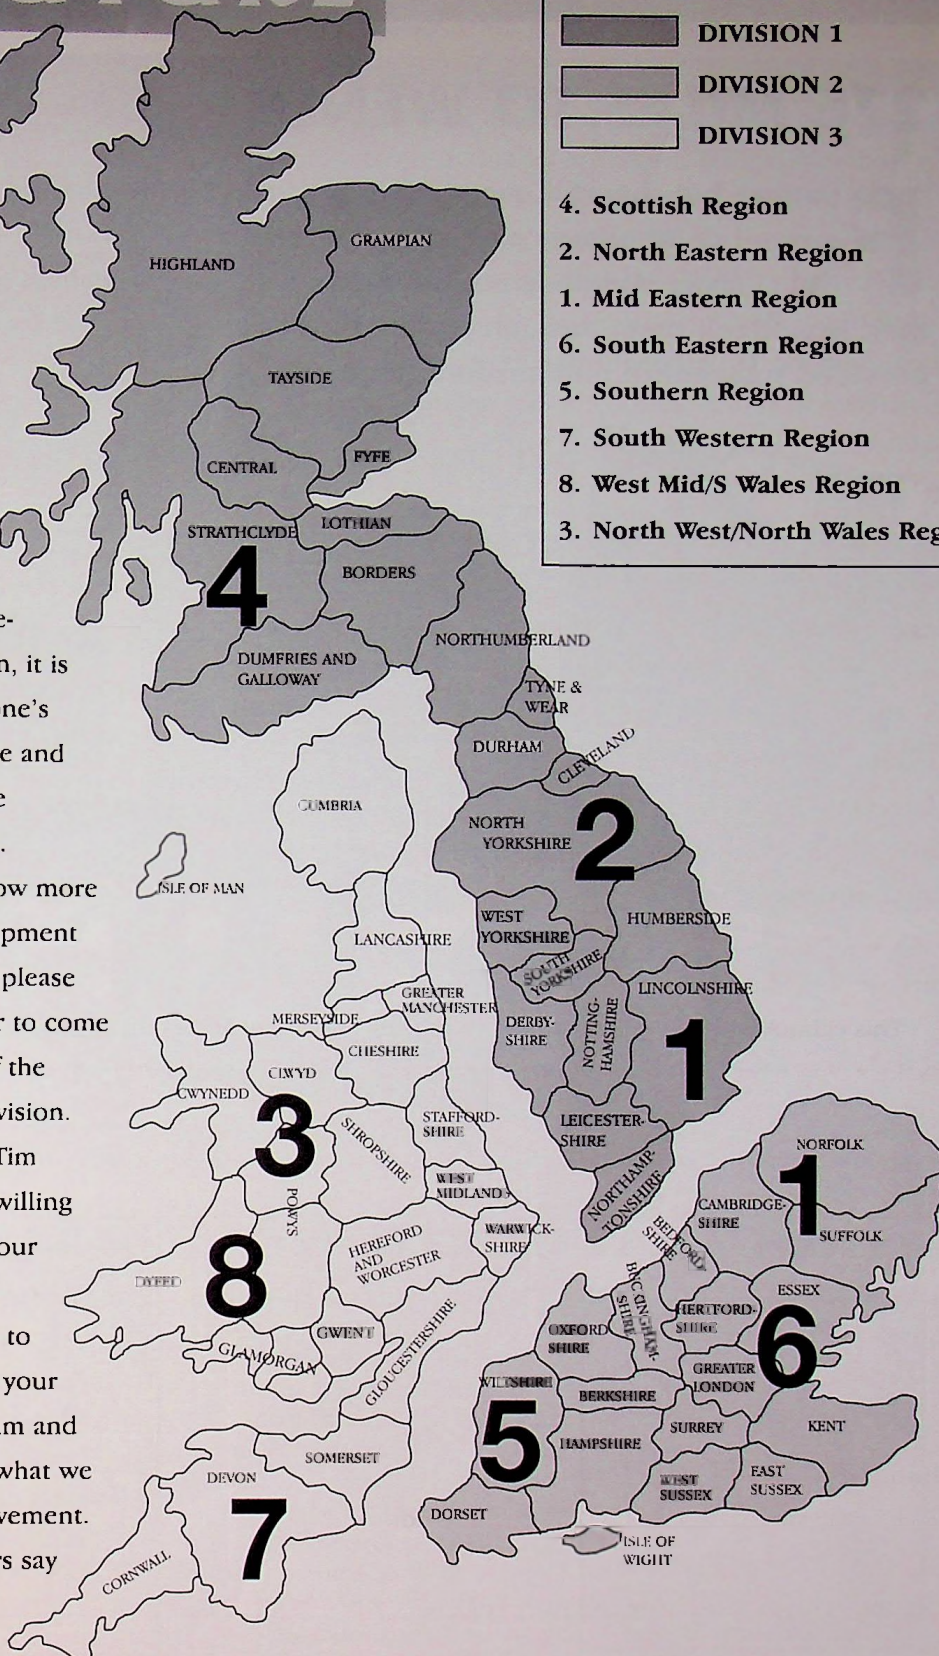 DIVISION 1
DIVISION 2
DIVISION 3
4. Scottish Region
2. North Eastern Region
1. Mid Eastern Region
6. South Eastern Region
5. Southern Region
7. South Western Region
8. West Mid/S Wales Region
3. North West/North Wales Reg
HIGHLAND
GRAMPIAN
TAYSIDE
CENTRAL
FYFE
STRATHCLYDE
LOTHIAN
4
BORDERS
DUMFRIES AND
GALLOWAY
NORTHUMBERLAND
TYNE &
WEAR
DURHAM
CLEVELAND
CUMBRIA
NORTH
YORKSHIRE
2
ISLE OF MAN
WEST
YORKSHIRE
HUMBERSIDE
LANCASHIRE
SOUTH
YORKSHIRE
LINCOLNSHIRE
GREATER
MANCHESTER
MERSEYSIDE
DERBY-
SHIRE
NOTTING-
HAMSHIRE
1
CHESHIRE
CLWYD
GWYNEDD
3
SHROPSHIRE
STAFFORD-
SHIRE
LEICESTER-
SHIRE
NORFOLK
1
WEST
MIDLANDS
NORTHAMP-
TONSHIRE
CAMBRIDGE-
SHIRE
SUFFOLK
POWYS
WARWICK-
SHIRE
BEDFORD-
SHIRE
HEREFORD
AND
WORCESTER
8
DYFED
BUCKINGHAM-
SHIRE
ESSEX
HERTFORD-
SHIRE
6
GWENT
GLAMORGAN
GLOUCESTERSHIRE
OXFORD
SHIRE
GREATER
LONDON
WILTSHIRE
BERKSHIRE
5
SURREY
KENT
HAMPSHIRE
SOMERSET
DEVON
WEST
SUSSEX
EAST
SUSSEX
7
DORSET
ISLE OF
WIGHT
CORNWALL
e-
n, it is
ne's
e and
e
.
ow more
pment
please
r to come
f the
vision.
Tim
willing
our
to
your
m and
what we
vement.
rs say